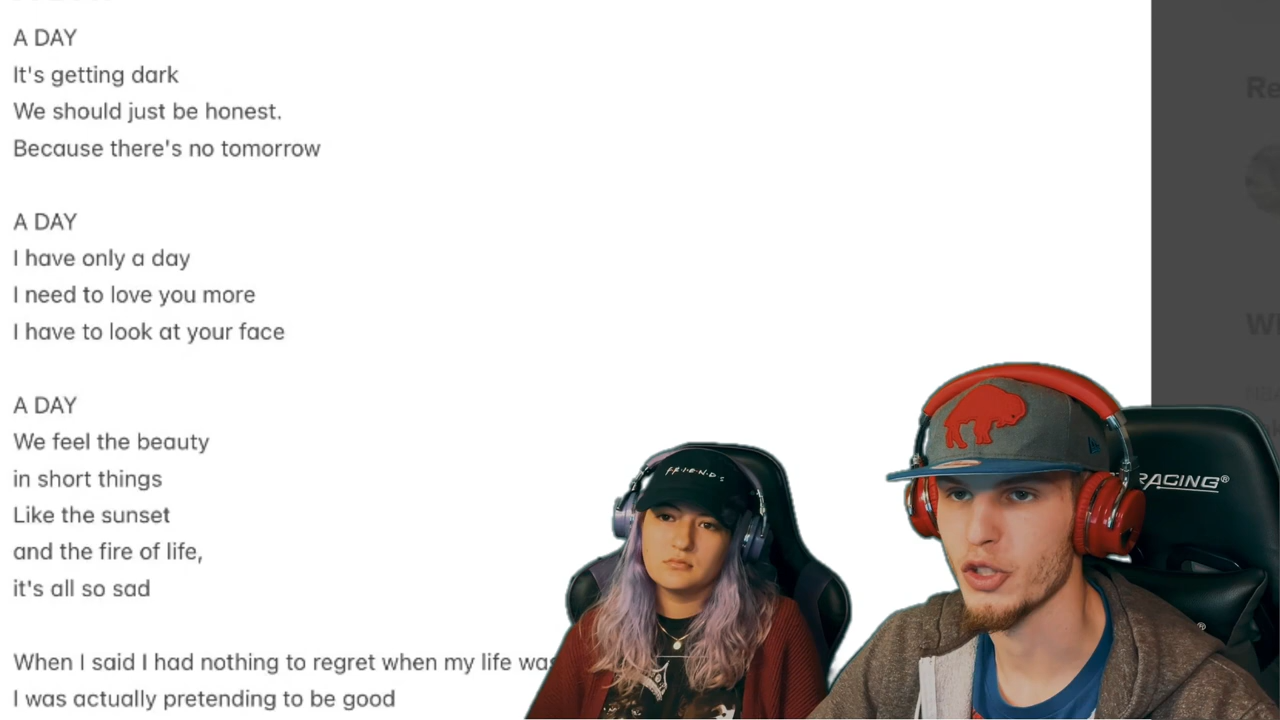 A DAY
It's getting dark
We should just be honest.
Because there's no tomorrow
A DAY
I have only a day
I need to love you more
I have to look at your face
A DAY
We feel the beauty
in short things
Like the sunset
and the fire of life,
it's all so sad
When I said I had nothing to regret when my life was
I was actually pretending to be good
Re
Wi
F·R·I·E·N·D·S
RACING®